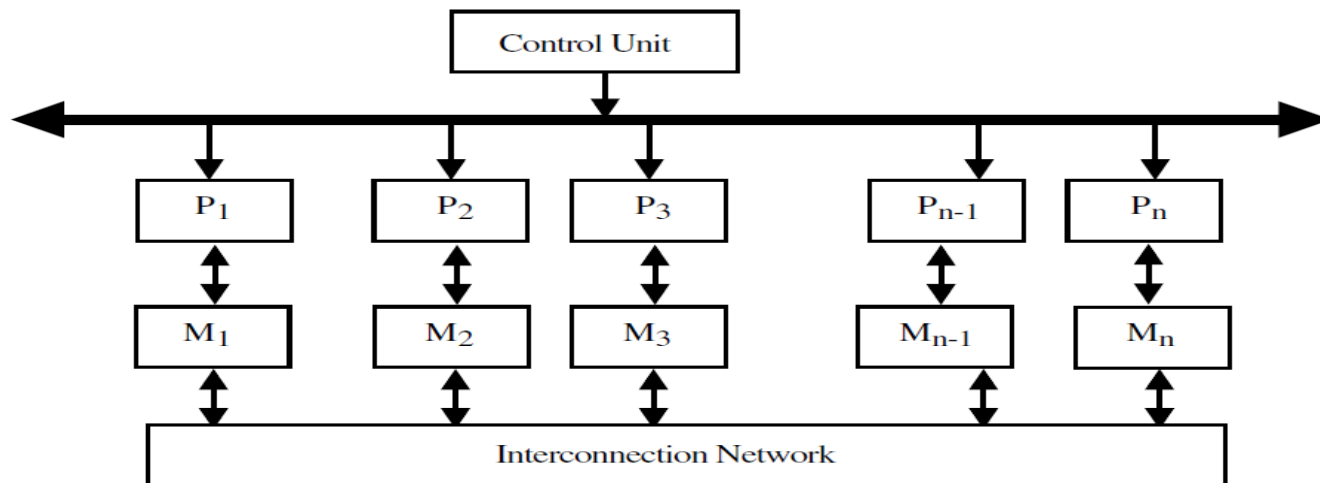 Control Unit
P1 P2 P3 Pn-1 Pn
M1 M2 M3 Mn-1 Mn
Interconnection Network